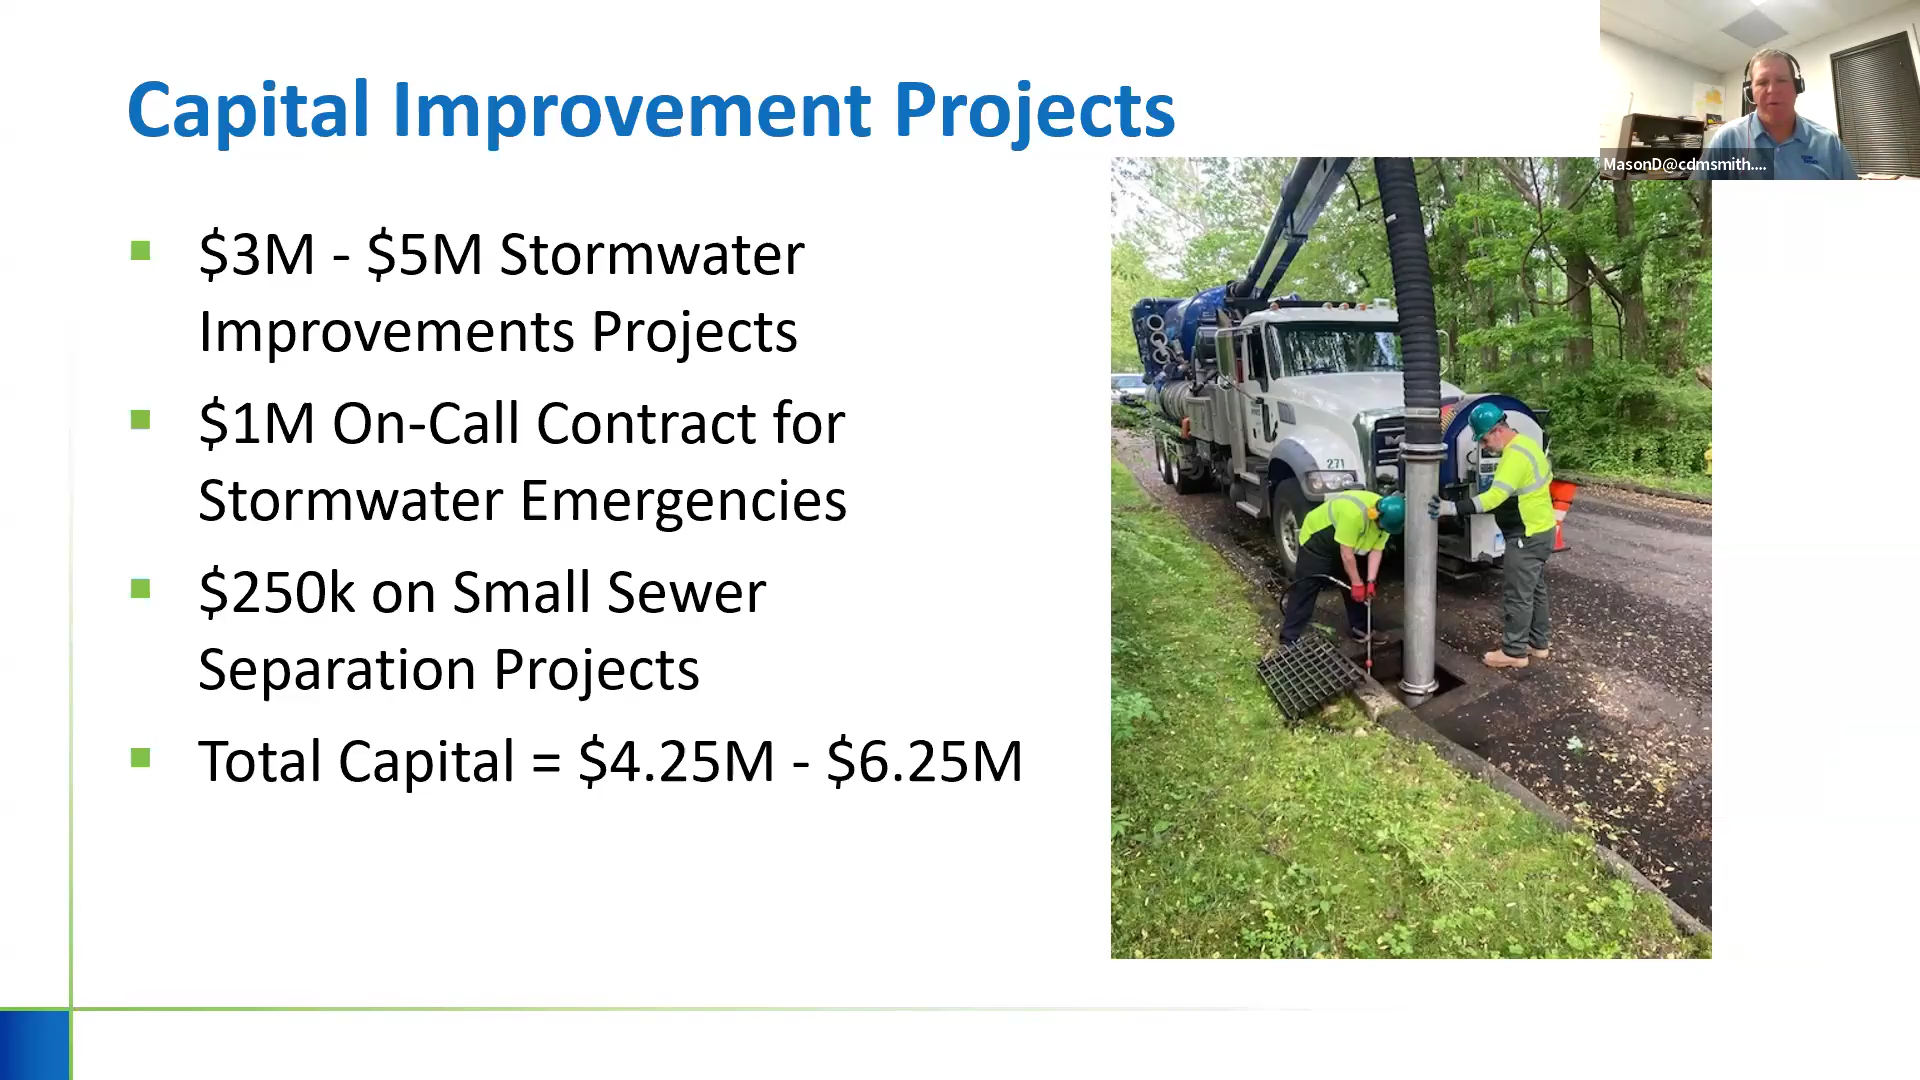 Capital Improvement Projects
MasonD@cdmsmith....
$3M - $5M Stormwater
Improvements Projects
$1M On-Call Contract for
Stormwater Emergencies
$250k on Small Sewer
Separation Projects
Total Capital = $4.25M - $6.25M
271